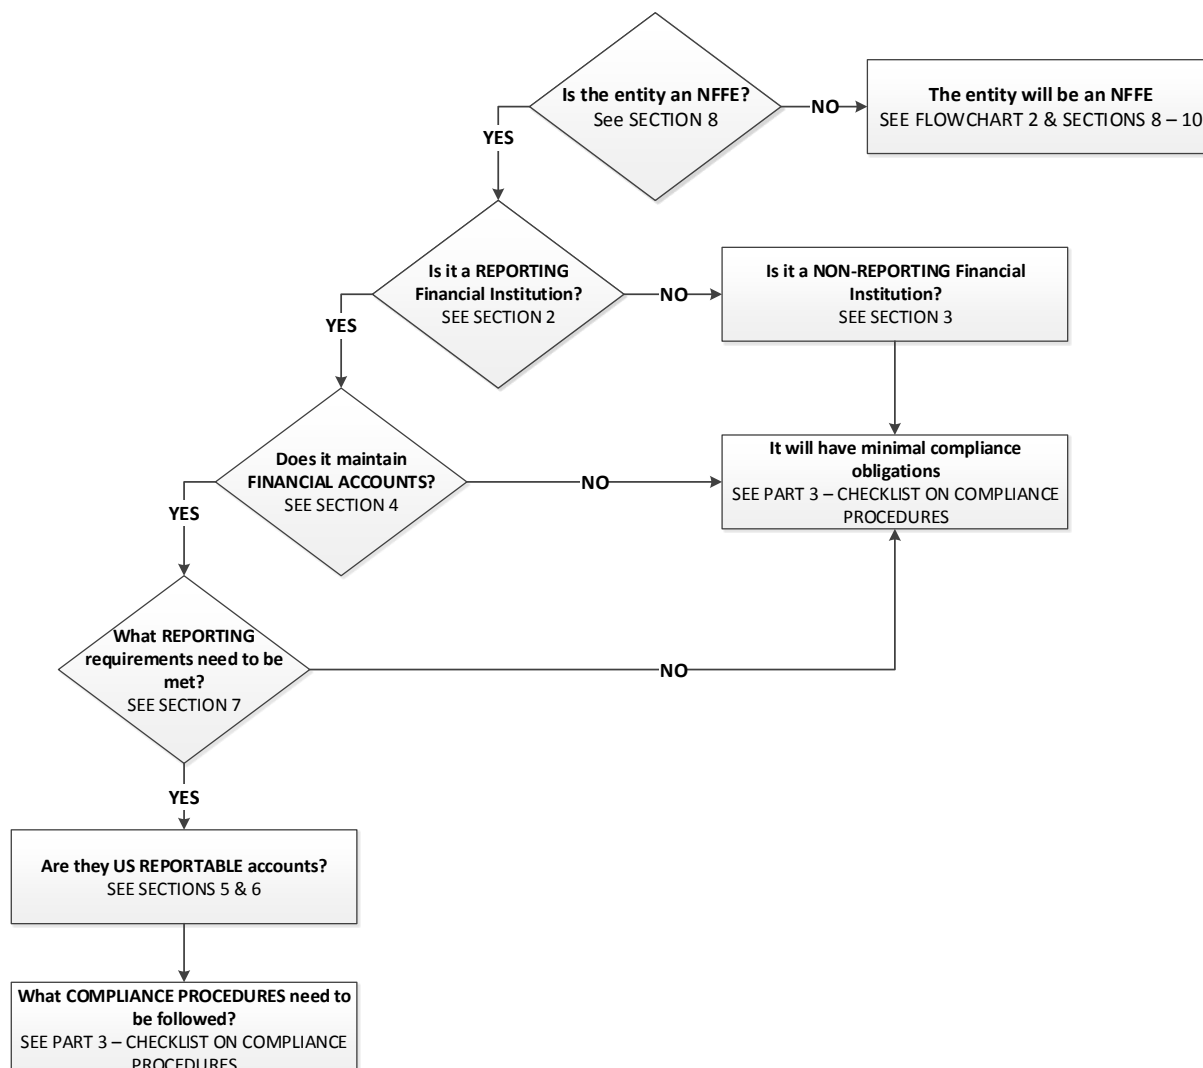 Is the entity an NFFE?
See SECTION 8
NO
The entity will be an NFFE
SEE FLOWCHART 2 & SECTIONS 8 – 10
YES
Is it a REPORTING
Financial Institution?
SEE SECTION 2
NO
Is it a NON-REPORTING Financial
Institution?
SEE SECTION 3
YES
Does it maintain
FINANCIAL ACCOUNTS?
SEE SECTION 4
NO
It will have minimal compliance
obligations
SEE PART 3 – CHECKLIST ON COMPLIANCE
PROCEDURES
YES
What REPORTING
requirements need to be
met?
SEE SECTION 7
NO
YES
Are they US REPORTABLE accounts?
SEE SECTIONS 5 & 6
What COMPLIANCE PROCEDURES need to
be followed?
SEE PART 3 – CHECKLIST ON COMPLIANCE
PROCEDURES